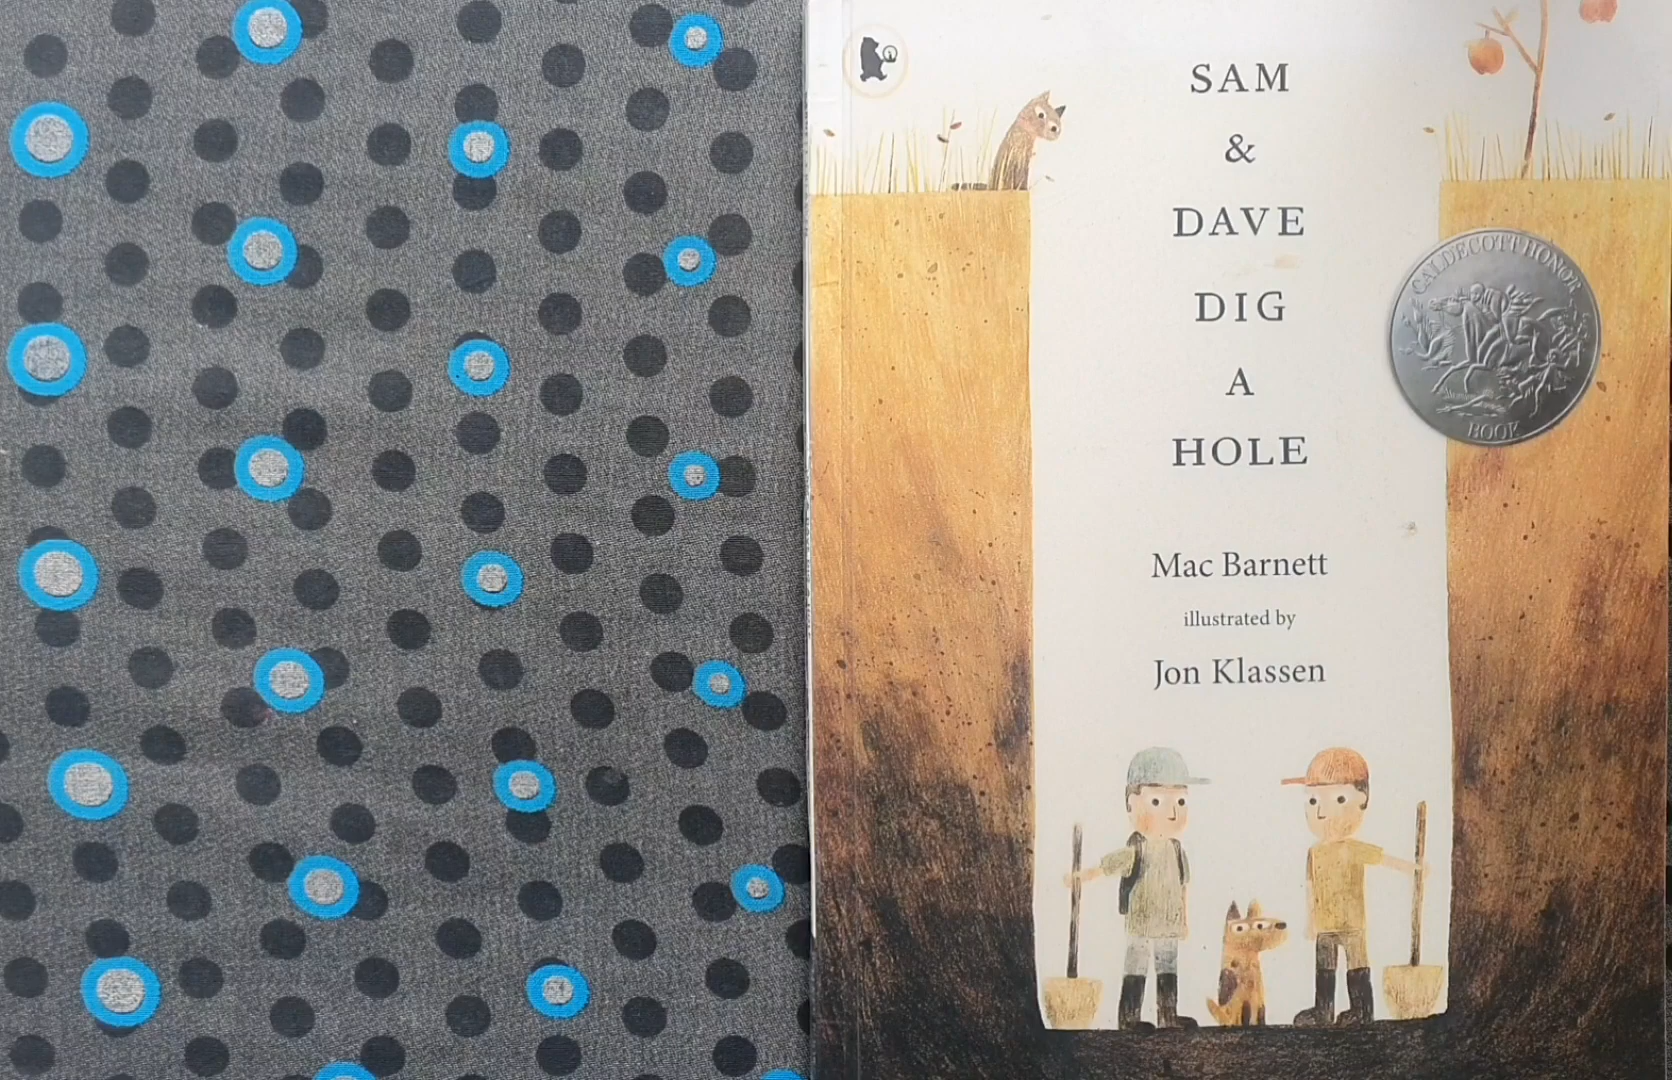 SAM
&
DAVE
DIG
A
HOLE
CALDECOTT HONOR
BOOK
Mac Barnett
illustrated by
Jon Klassen